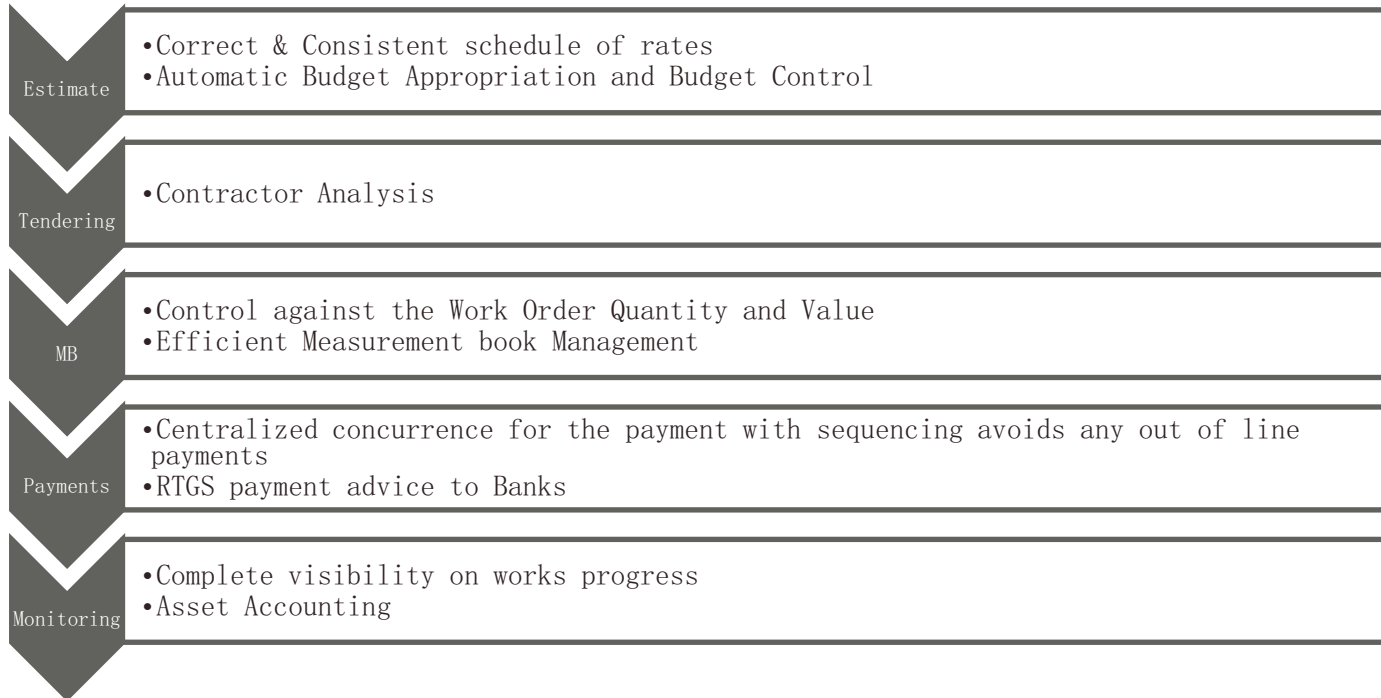 Estimate
•Correct & Consistent schedule of rates
•Automatic Budget Appropriation and Budget Control
Tendering
•Contractor Analysis
MB
•Control against the Work Order Quantity and Value
•Efficient Measurement book Management
Payments
•Centralized concurrence for the payment with sequencing avoids any out of line
payments
•RTGS payment advice to Banks
Monitoring
•Complete visibility on works progress
•Asset Accounting